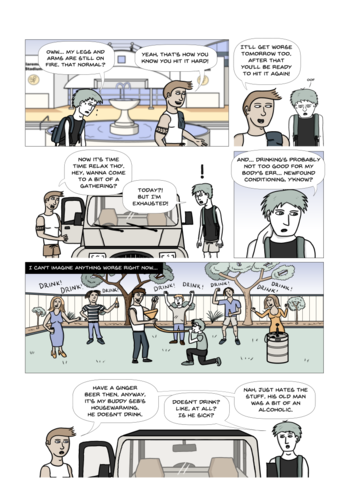 OWW... MY LEGS AND
ARMS ARE STILL ON
FIRE, THAT NORMAL?
YEAH, THAT'S HOW YOU
KNOW YOU HIT IT HARD!
IT'LL GET WORSE
TOMORROW TOO.
AFTER THAT
YOU'LL BE READY
TO HIT IT AGAIN!
NOW IT'S TIME
TIME RELAX THO'.
HEY, WANNA COME
TO A BIT OF A
GATHERING?
TODAY?!
BUT I'M
EXHAUSTED!
!
AND... DRINKING'S PROBABLY
NOT TOO GOOD FOR MY
BODY'S ERR... NEWFOUND
CONDITIONING, Y'KNOW?
I CAN'T IMAGINE ANYTHING WORSE RIGHT NOW...
DRINK!
DRINK!
DRINK!
DRINK!
DRINK!
DRINK!
DRINK!
DRINK!
HAVE A GINGER
BEER THEN. ANYWAY,
IT'S MY BUDDY SEB'S
HOUSEWARMING.
HE DOESN'T DRINK.
DOESN'T DRINK?
LIKE, AT ALL?
IS HE SICK?
NAH, JUST HATES THE
STUFF. HIS OLD MAN
WAS A BIT OF AN
ALCOHOLIC.